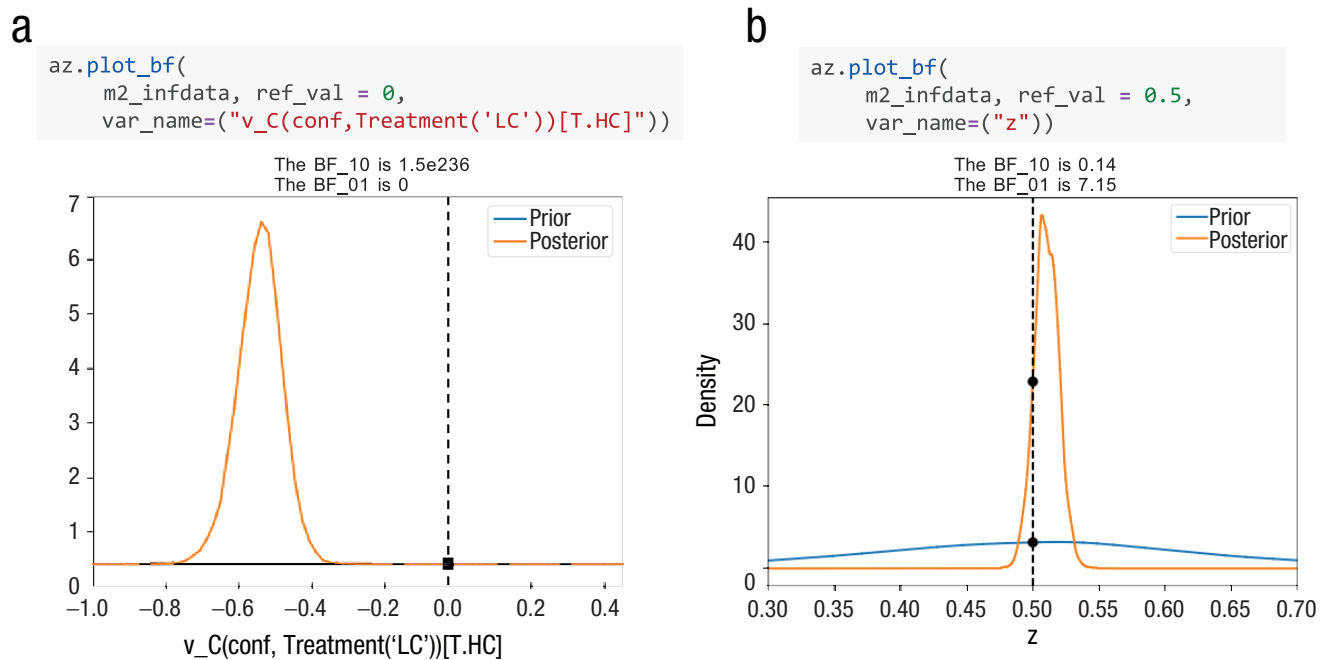 a
az.plot_bf(
m2_infdata, ref_val = 0,
var_name=("v_C(conf,Treatment('LC'))[T.HC]"))
The BF_10 is 1.5e236
The BF_01 is 0
7
6
5
4
3
2
1
0
Prior
Posterior
–1.0 –0.8 –0.6 –0.4 –0.2 0.0 0.2 0.4
v_C(conf, Treatment(‘LC’))[T.HC]
b
az.plot_bf(
m2_infdata, ref_val = 0.5,
var_name=("z"))
The BF_10 is 0.14
The BF_01 is 7.15
Density
40
30
20
10
0
Prior
Posterior
0.30 0.35 0.40 0.45 0.50 0.55 0.60 0.65 0.70
z